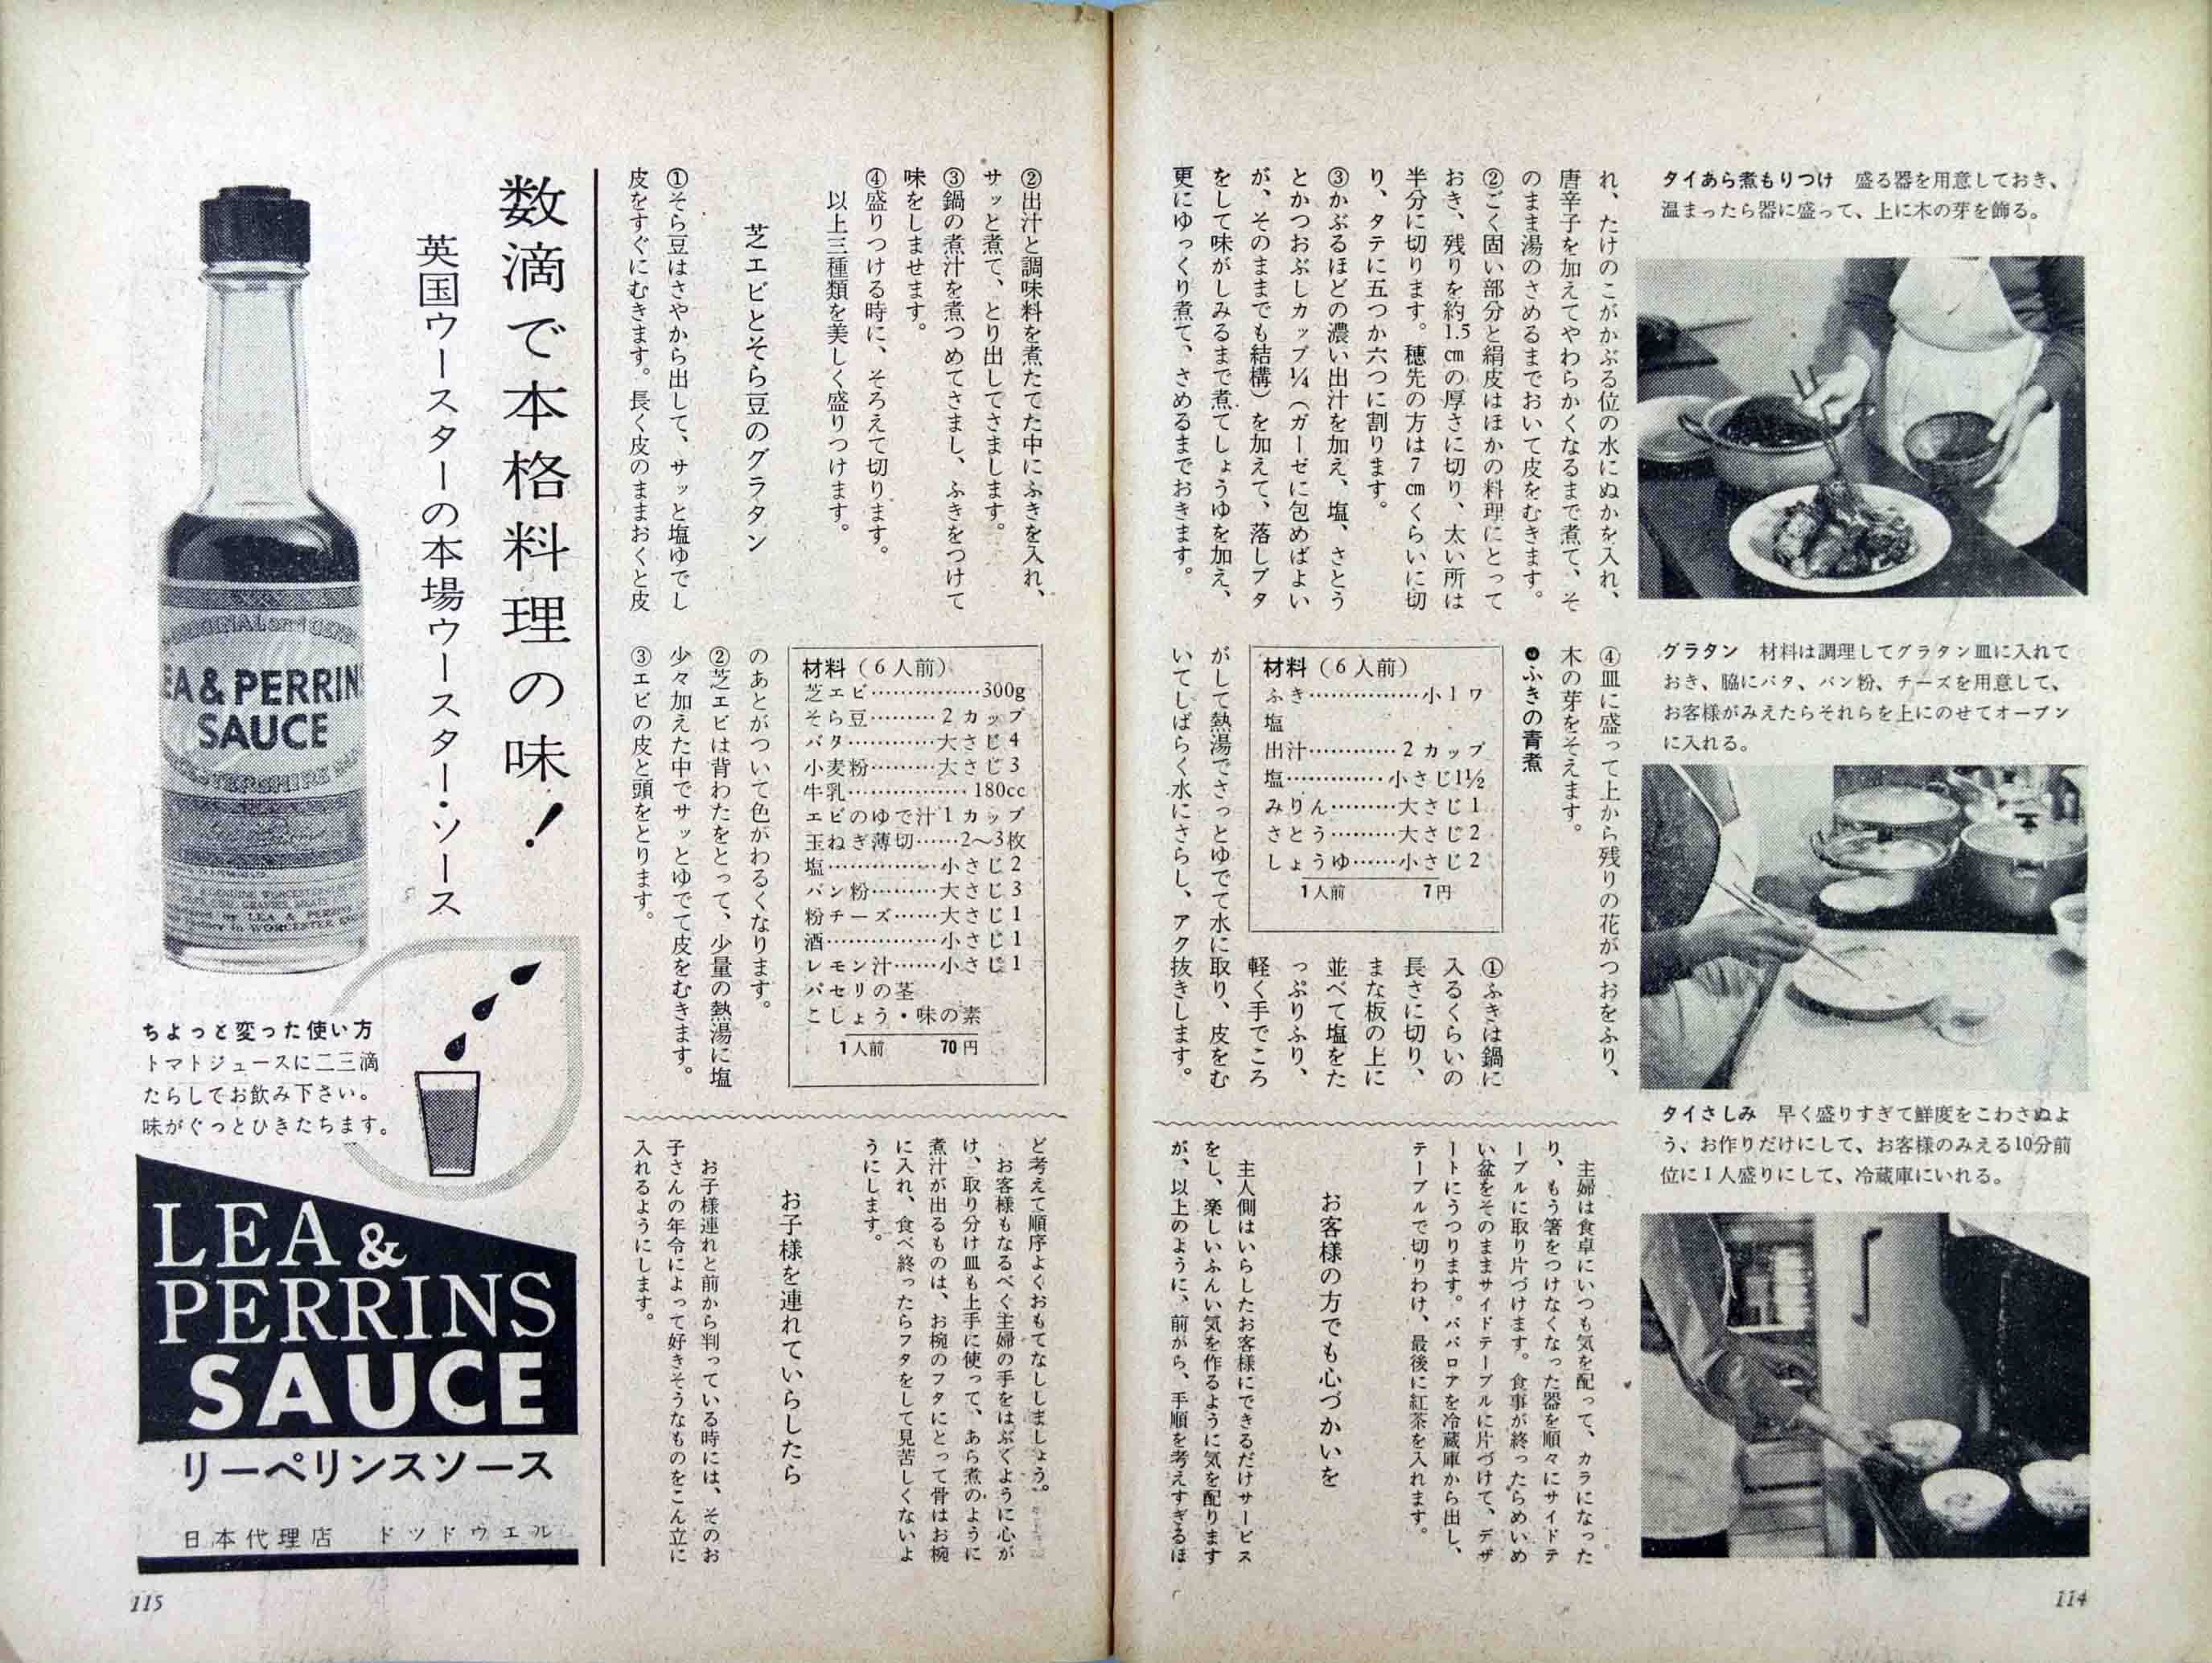 タイあら煮もりつけ　盛る器を用意しておき、
温まったら器に盛って、上に木の芽を飾る。
グラタン　材料は調理してグラタン皿に入れて
おき、脇にバタ、パン粉、チーズを用意して、
お客様がみえたらそれらを上にのせてオーブン
に入れる。
タイさしみ　早く盛りすぎて鮮度をこわさぬよ
う、お作りだけにして、お客様のみえる10分前
位に1人盛りにして、冷蔵庫にいれる。
れ、たけのこがかぶる位の水にぬかを入れ、
唐辛子を加えてやわらかくなるまで煮て、そ
のまま湯のさめるまでおいて皮をむきます。
②ごく固い部分と絹皮はほかの料理にとって
おき、残りを約1.5㎝の厚さに切り、太い所は
半分に切ります。穂先の方は7㎝くらいに切
り、タテに五つか六つに割ります。
③かぶるほどの濃い出汁を加え、塩、さとう
とかつおぶしカップ¼（ガーゼに包めばよい
が、そのままでも結構）を加えて、落しブタ
をして味がしみるまで煮てしょうゆを加え、
更にゆっくり煮て、さめるまでおきます。
④皿に盛って上から残りの花がつおをふり、
木の芽をそえます。
●ふきの青煮
材料（6人前）
ふき……………小1ワ
塩
出汁…………2カップ
塩…………小さじ1½
みりん………大さじ1
さとう………大さじ2
しょうゆ……小さじ2
1人前　7円
①ふきは鍋に
入るくらいの
長さに切り、
まな板の上に
並べて塩をた
っぷりふり、
軽く手でころ
がして熱湯でさっとゆでて水に取り、皮をむ
いてしばらく水にさらし、アク抜きします。
主婦は食卓にいつも気を配って、カラになった
り、もう箸をつけなくなった器を順々にサイドテ
ーブルに取り片づけます。食事が終ったらめいめ
い盆をそのままサイドテーブルに片づけて、デザ
ートにうつります。ババロアを冷蔵庫から出し、
テーブルで切りわけ、最後に紅茶を入れます。
お客様の方でも心づかいを
主人側はいらしたお客様にできるだけサービス
をし、楽しいふんい気を作るように気を配ります
が、以上のように、前がら、手順を考えすぎるほ
114
②出汁と調味料を煮たてた中にふきを入れ、
サッと煮て、とり出してさまします。
③鍋の煮汁を煮つめてさまし、ふきをつけて
味をしませます。
④盛りつける時に、そろえて切ります。
以上三種類を美しく盛りつけます。
芝エビとそら豆のグラタン
①そら豆はさやから出して、サッと塩ゆでし
皮をすぐにむきます。長く皮のままおくと皮
材料（6人前）
芝エビ……………300g
そら豆………2カップ
バタ…………大さじ4
小麦粉………大さじ3
牛乳……………180cc
エビのゆで汁1カップ
玉ねぎ薄切……2〜3枚
塩……………小さじ2
パン粉………大さじ3
粉チーズ……大さじ1
酒……………小さじ1
レモン汁……小さじ1
パセリの茎
こしょう・味の素
1人前　70円
のあとがついて色がわるくなります。
②芝エビは背わたをとって、少量の熱湯に塩
少々加えた中でサッとゆでて皮をむきます。
③エビの皮と頭をとります。
ど考えて順序よくおもてなししましょう。
お客様もなるべく主婦の手をはぶくように心が
け、取り分け皿も上手に使って、あら煮のように
煮汁が出るものは、お椀のフタにとって骨はお椀
に入れ、食べ終ったらフタをして見苦しくないよ
うにします。
お子様を連れていらしたら
お子様連れと前から判っている時には、そのお
子さんの年令によって好きそうなものをこん立に
入れるようにします。
数滴で本格料理の味！
英国ウースターの本場ウースター・ソース
EA & PERRIN
SAUCE
ちょっと変った使い方
トマトジュースに二三滴
たらしてお飲み下さい。
味がぐっとひきたちます。
LEA &
PERRINS
SAUCE
リーペリンスソース
日本代理店　ドッドウエル
115